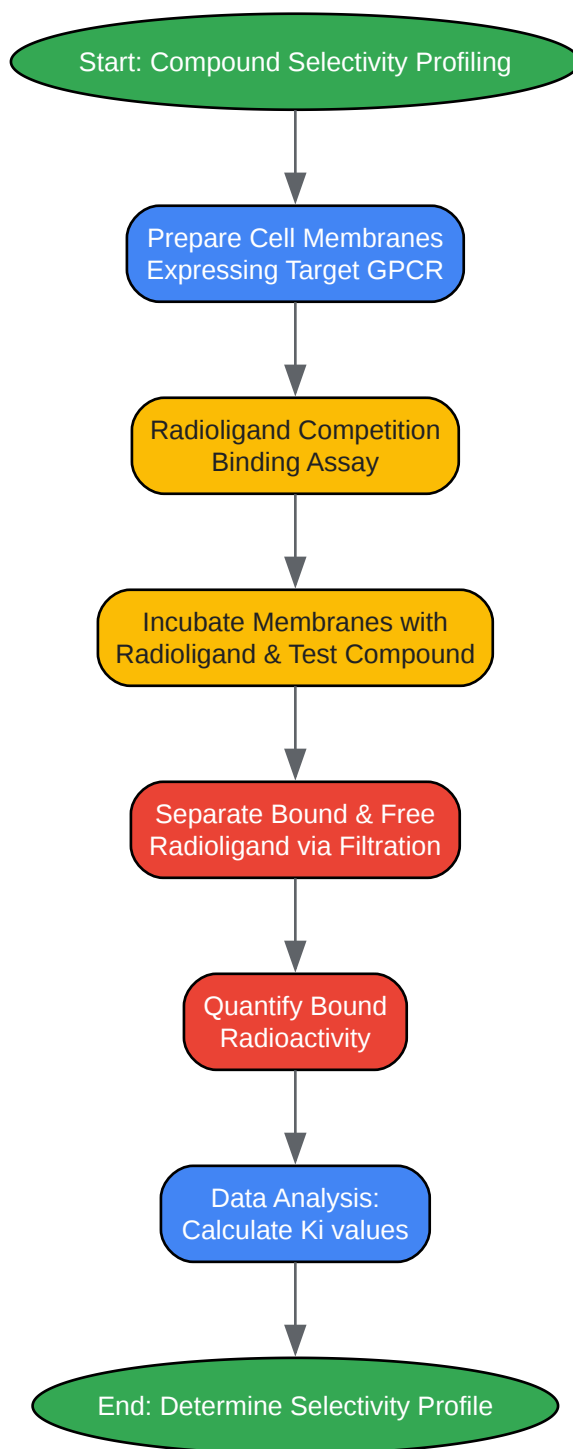 Start: Compound Selectivity Profiling
Prepare Cell Membranes
Expressing Target GPCR
Radioligand Competition
Binding Assay
Incubate Membranes with
Radioligand & Test Compound
Separate Bound & Free
Radioligand via Filtration
Quantify Bound
Radioactivity
Data Analysis:
Calculate Ki values
End: Determine Selectivity Profile